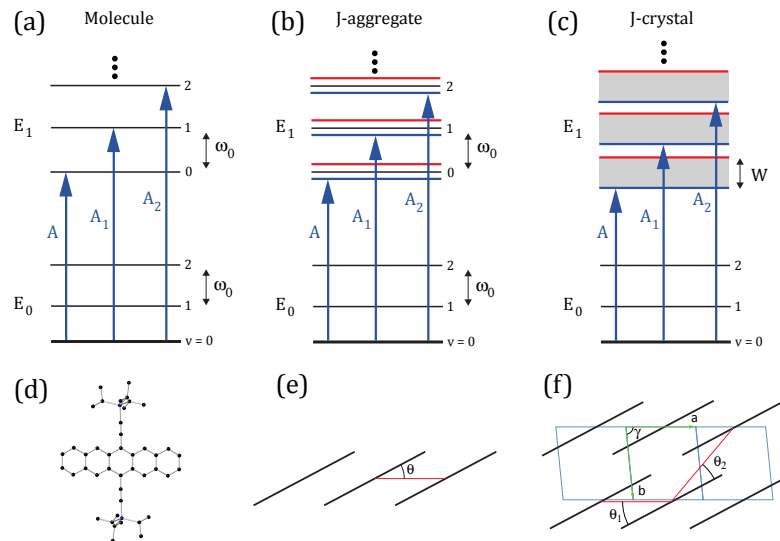 (a)
Molecule
2
E₁
1
ω₀
0
A
A₁
A₂
2
ω₀
E₀
1
v = 0
(b)
J-aggregate
2
E₁
1
ω₀
0
A
A₁
A₂
2
E₀
ω₀
1
v = 0
(c)
J-crystal
E₁
W
A
A₁
A₂
2
E₀
1
v = 0
(d)
(e)
θ
(f)
a
γ
θ₂
b
θ₁